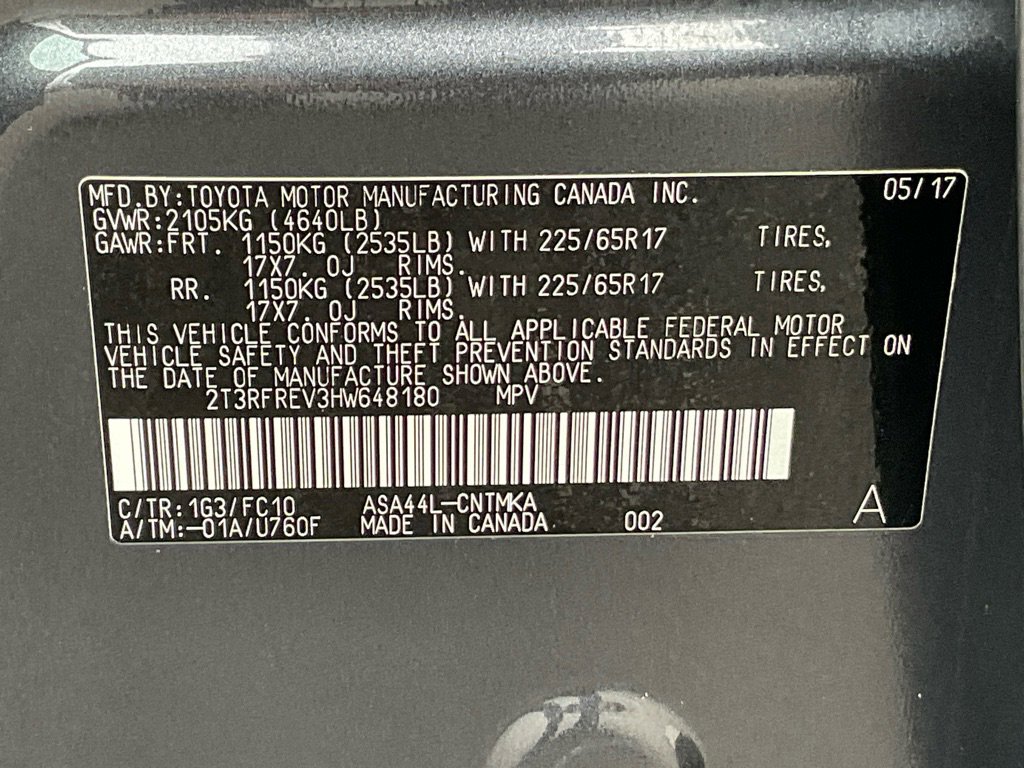 MFD.BY:TOYOTA MOTOR MANUFACTURING CANADA INC. 05/17
GVWR:2105KG (4640LB)
GAWR:FRT. 1150KG (2535LB) WITH 225/65R17 TIRES,
17X7.0J RIMS.
RR. 1150KG (2535LB) WITH 225/65R17 TIRES,
17X7.0J RIMS.
THIS VEHICLE CONFORMS TO ALL APPLICABLE FEDERAL MOTOR
VEHICLE SAFETY AND THEFT PREVENTION STANDARDS IN EFFECT ON
THE DATE OF MANUFACTURE SHOWN ABOVE.
2T3RFREV3HW648180 MPV
C/TR:1G3/FC10 ASA44L-CNTMKA
A/TM:-01A/U760F MADE IN CANADA 002 A